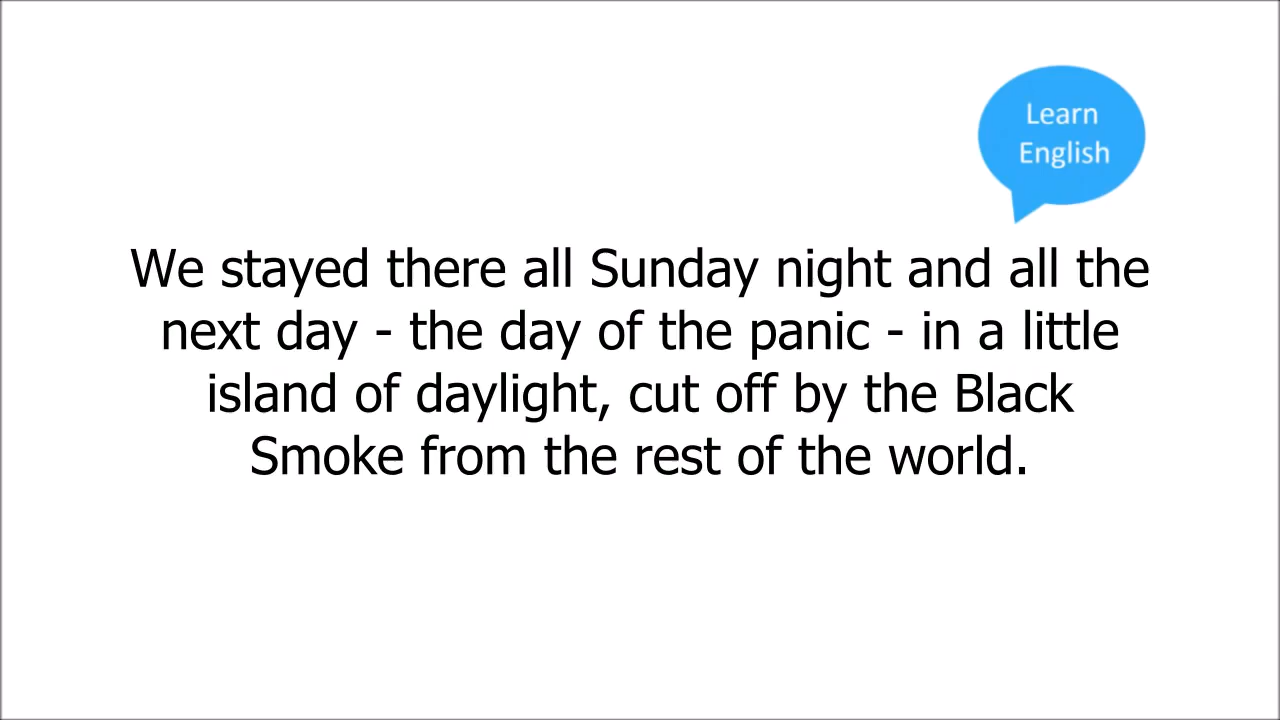 Learn
English
We stayed there all Sunday night and all the
next day - the day of the panic - in a little
island of daylight, cut off by the Black
Smoke from the rest of the world.